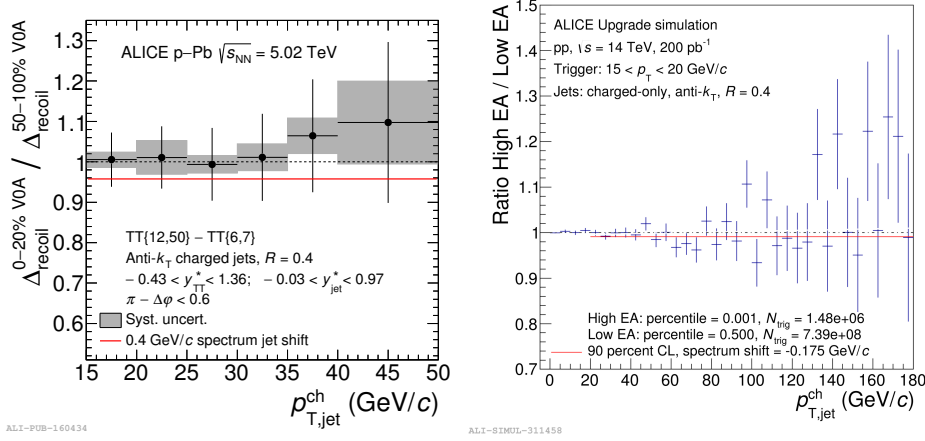 Δrecoil^0−20% V0A / Δrecoil^50−100% V0A
1.3
1.2
1.1
1
0.9
0.8
0.7
0.6
ALICE p−Pb √sNN = 5.02 TeV
TT{12,50} − TT{6,7}
Anti-kT charged jets, R = 0.4
− 0.43 < y*TT < 1.36; − 0.03 < y*jet < 0.97
π − Δφ < 0.6
Syst. uncert.
0.4 GeV/c spectrum jet shift
15 20 25 30 35 40 45 50
p^ch T,jet (GeV/c)
ALI-PUB-160434
Ratio High EA / Low EA
1.5
1.4
1.3
1.2
1.1
1
0.9
0.8
0.7
ALICE Upgrade simulation
pp, \ s = 14 TeV, 200 pb⁻¹
Trigger: 15 < pT < 20 GeV/c
Jets: charged-only, anti-kT, R = 0.4
High EA: percentile = 0.001, Ntrig = 1.48e+06
Low EA: percentile = 0.500, Ntrig = 7.39e+08
90 percent CL, spectrum shift = -0.175 GeV/c
0 20 40 60 80 100 120 140 160 180
p^ch T,jet (GeV/c)
ALI-SIMUL-311458